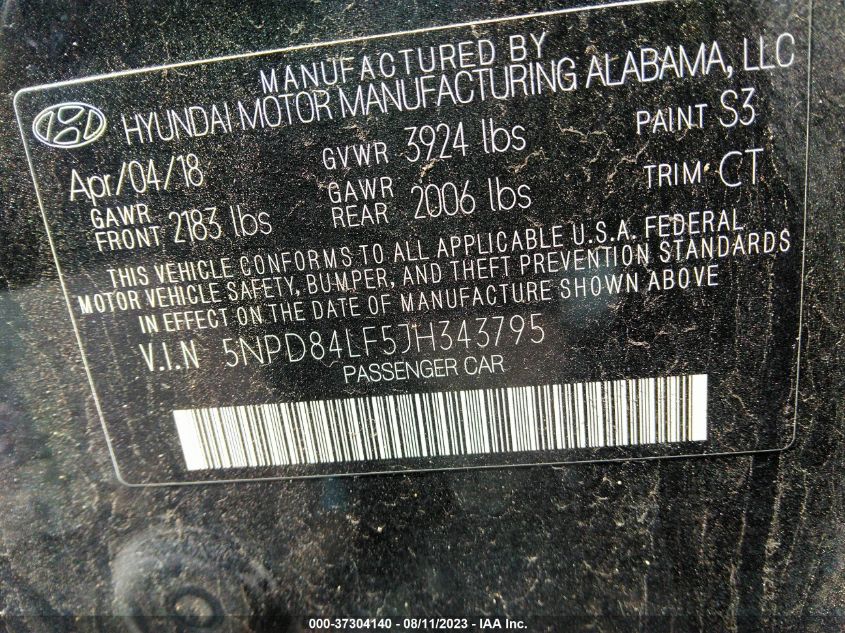 MANUFACTURED BY
HYUNDAI MOTOR MANUFACTURING ALABAMA, LLC
Apr/04/18 GVWR 3924 lbs PAINT S3
GAWR FRONT 2183 lbs GAWR REAR 2006 lbs TRIM CT
THIS VEHICLE CONFORMS TO ALL APPLICABLE U.S.A. FEDERAL
MOTOR VEHICLE SAFETY, BUMPER, AND THEFT PREVENTION STANDARDS
IN EFFECT ON THE DATE OF MANUFACTURE SHOWN ABOVE
V.I.N 5NPD84LF5JH343795
PASSENGER CAR
000-37304140 - 08/11/2023 - IAA Inc.